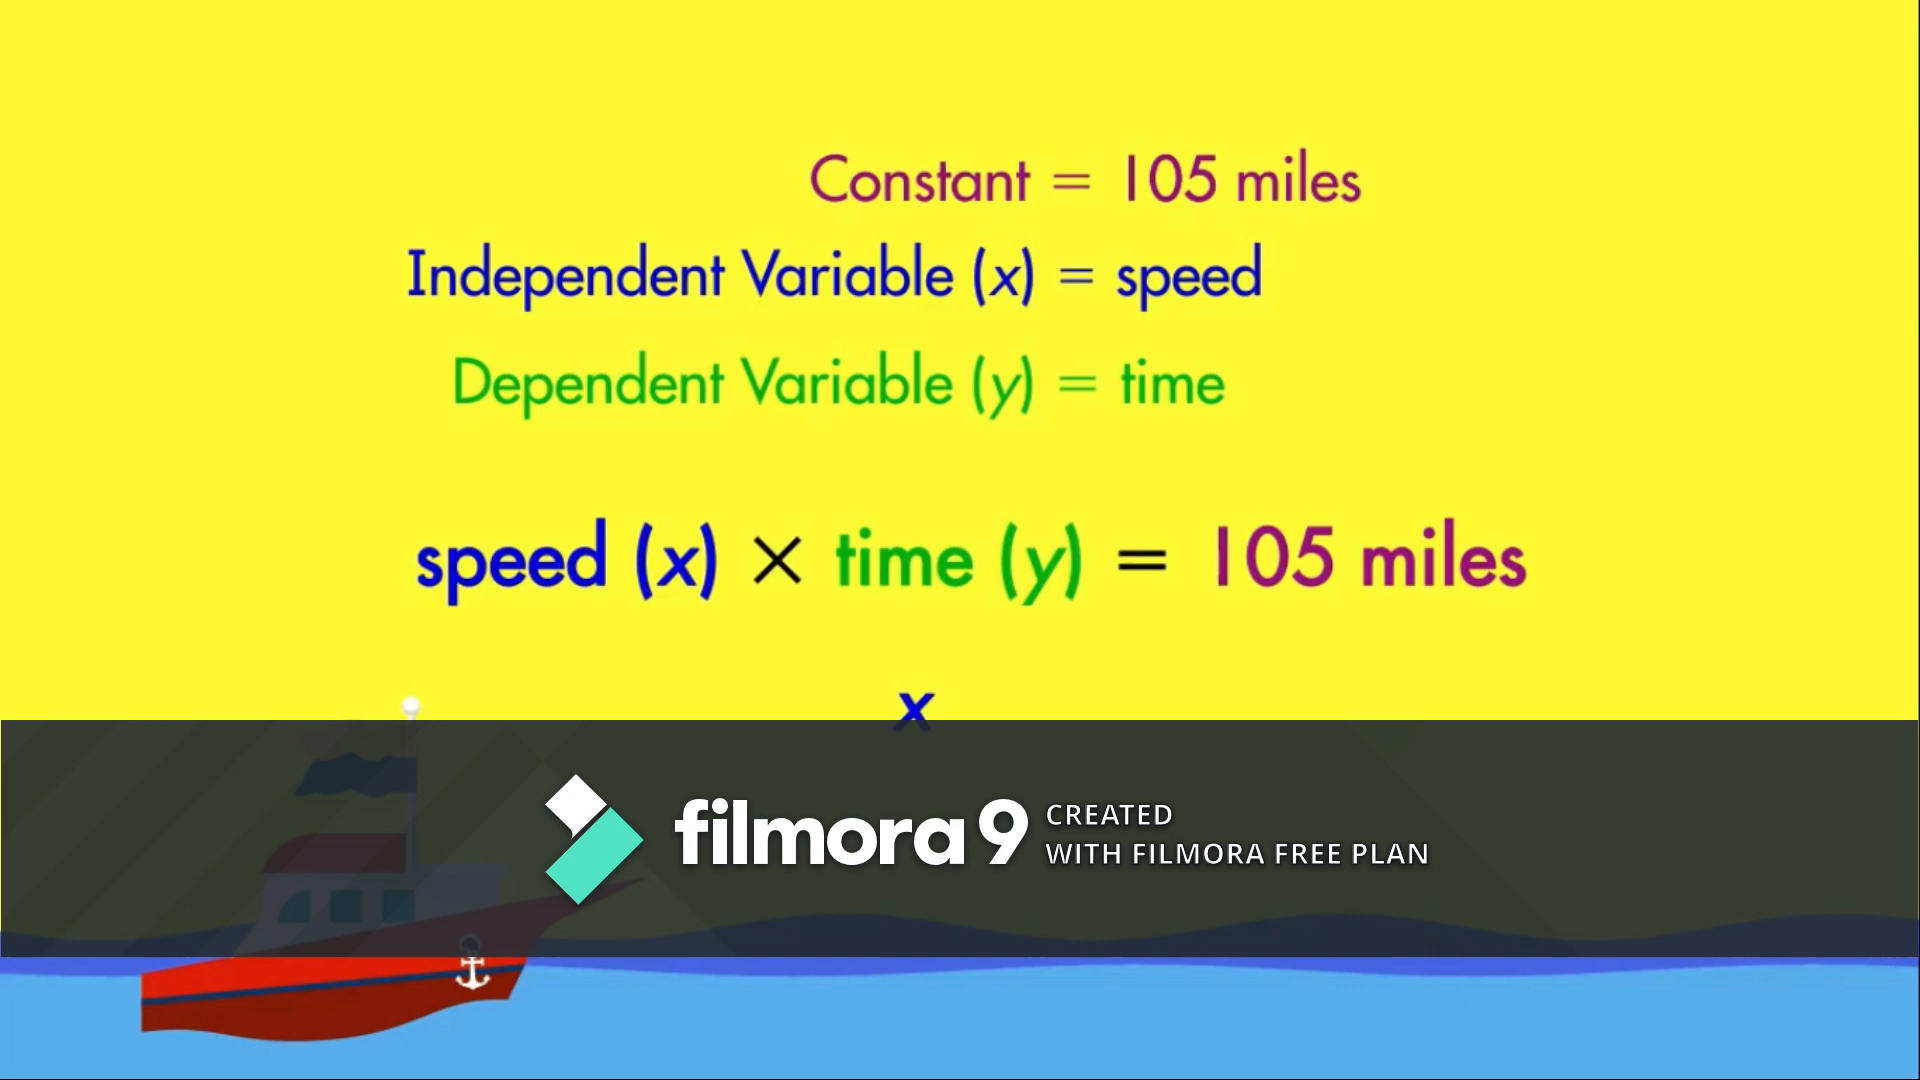 Constant = 105 miles
Independent Variable (x) = speed
Dependent Variable (y) = time
speed (x) × time (y) = 105 miles
x
filmora 9
CREATED
WITH FILMORA FREE PLAN